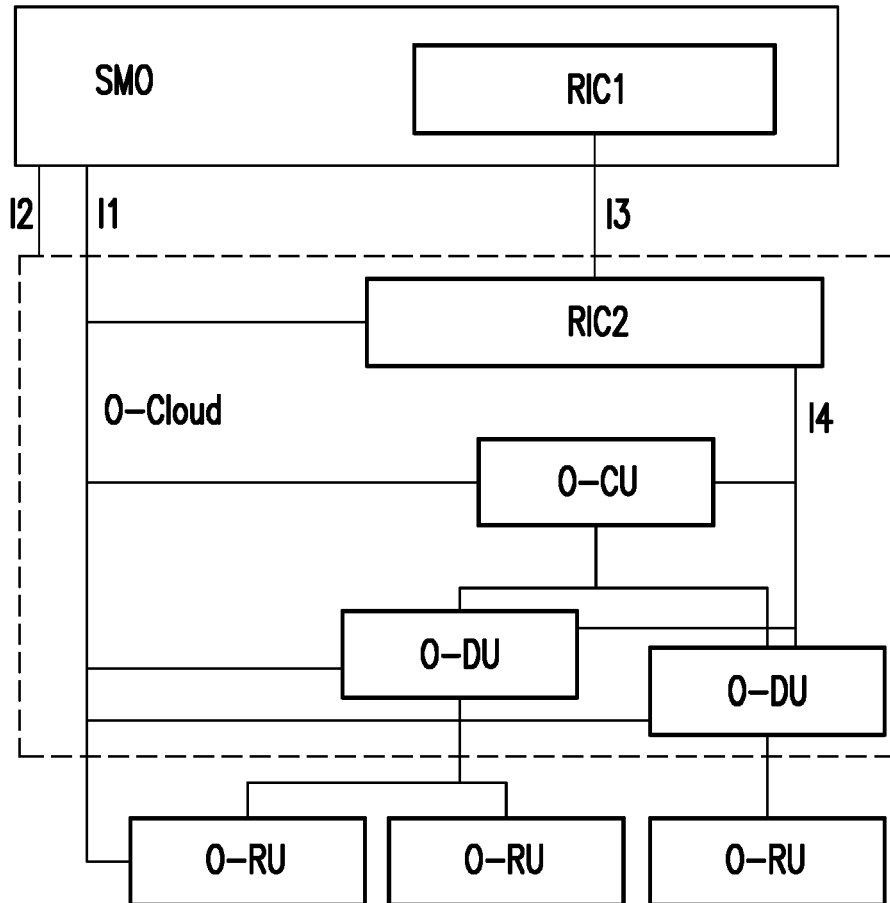 SMO
RIC1
I2
I1
I3
RIC2
O-Cloud
I4
O-CU
O-DU
O-DU
O-RU
O-RU
O-RU